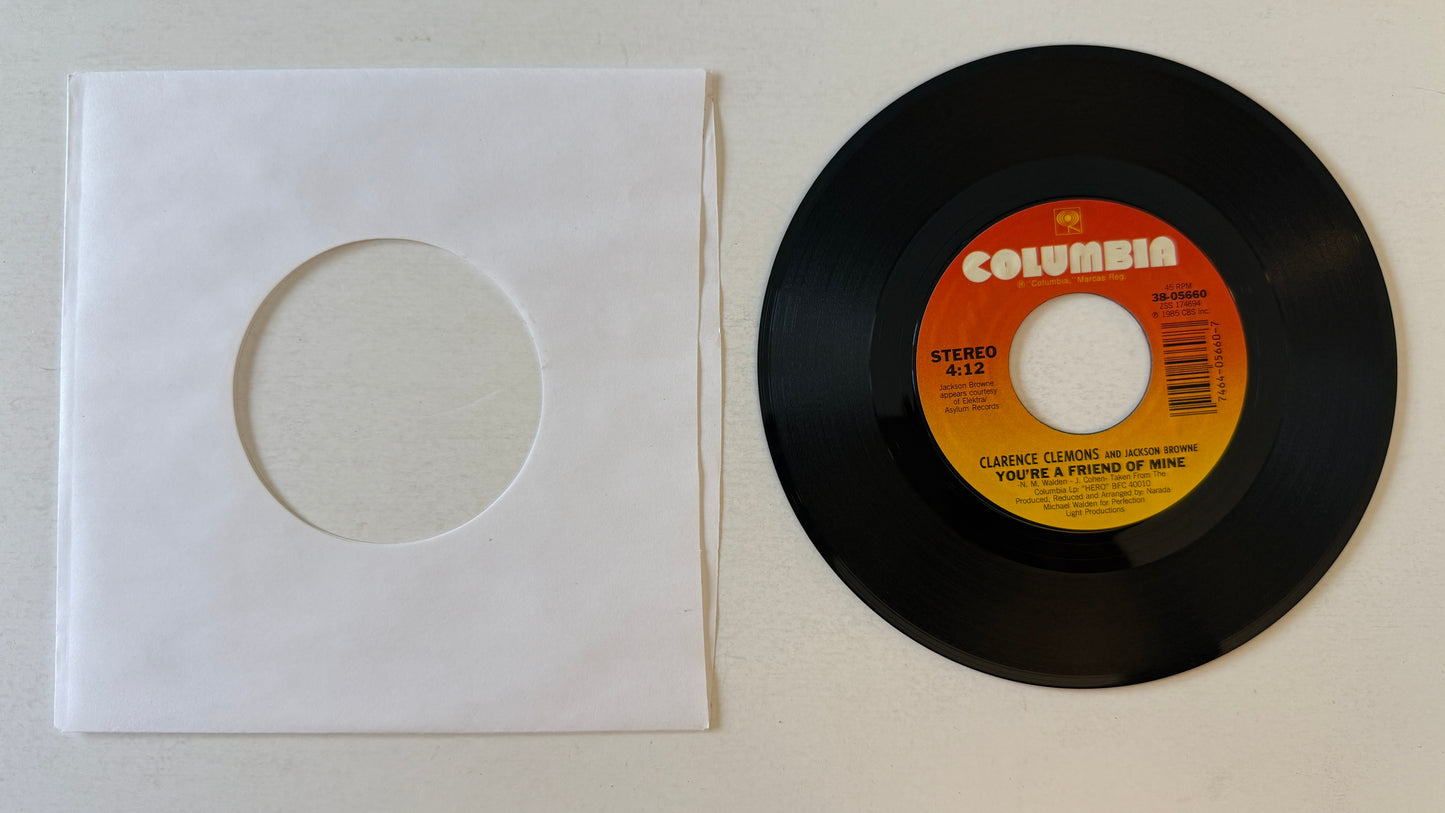 COLUMBIA
® "Columbia," Marcas Reg.
45 RPM
38-05660
ZSS 174694
℗ 1985 CBS Inc.
7464-05660-7
STEREO
4:12
Jackson Browne
appears courtesy
of Elektra/
Asylum Records
CLARENCE CLEMONS AND JACKSON BROWNE
YOU'RE A FRIEND OF MINE
-N. M. Walden - J. Cohen- Taken From The
Columbia Lp: "HERO" BFC 40010
Produced, Reduced and Arranged by: Narada
Michael Walden for Perfection
Light Productions